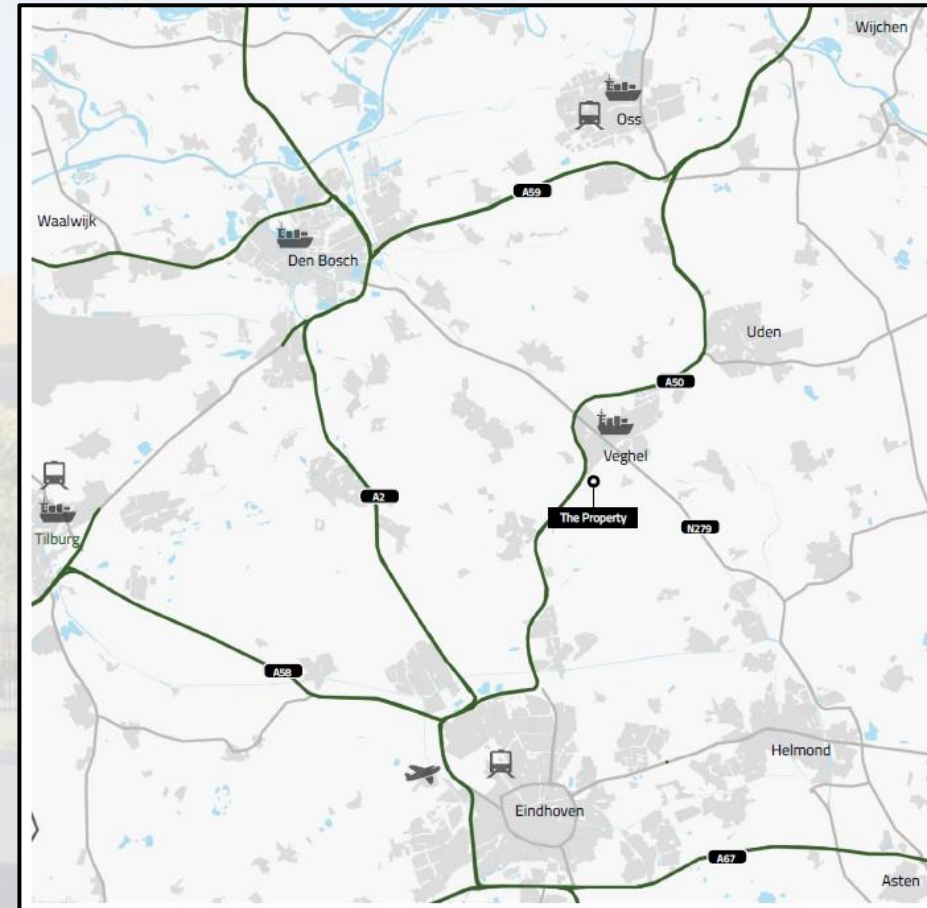 Wijchen
Oss
A59
Waalwijk
Den Bosch
Uden
A50
Veghel
A2
The Property
N279
Tilburg
A58
Helmond
Eindhoven
A67
Asten